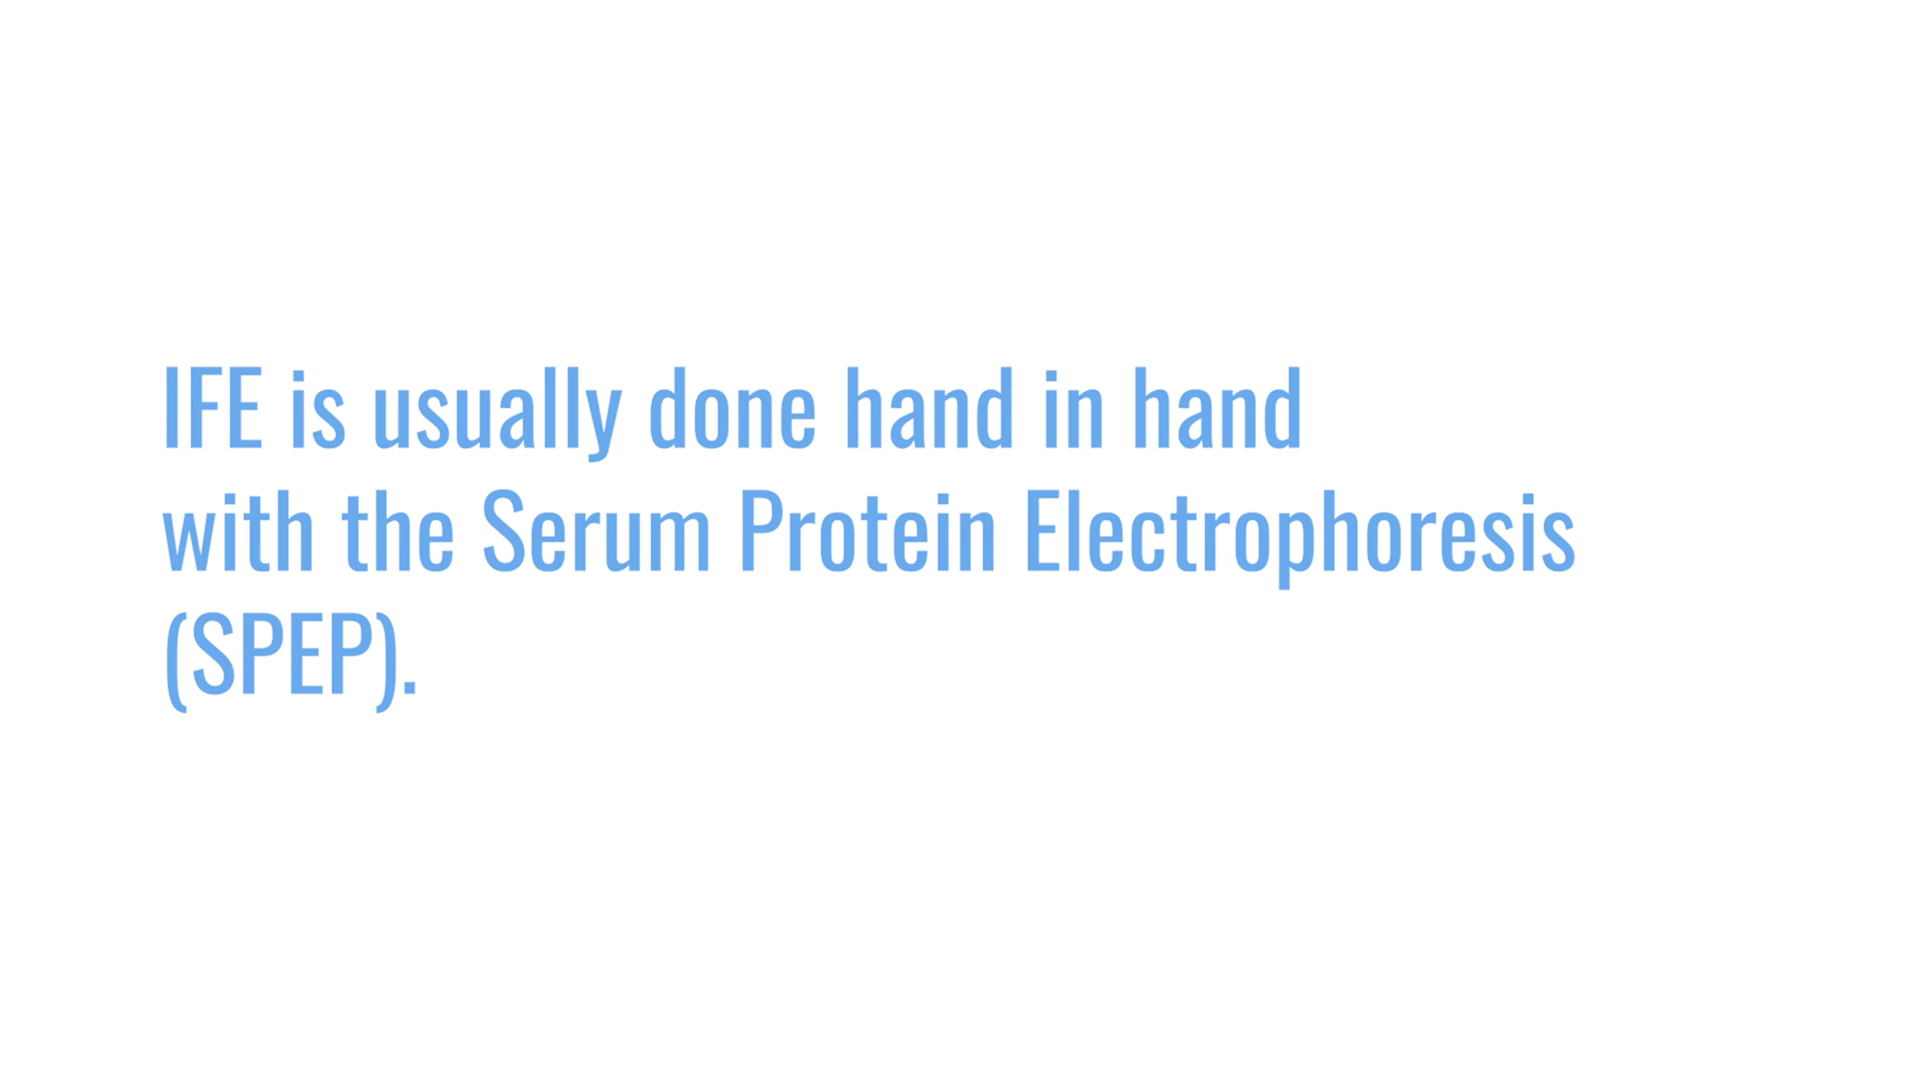 IFE is usually done hand in hand
with the Serum Protein Electrophoresis
(SPEP).